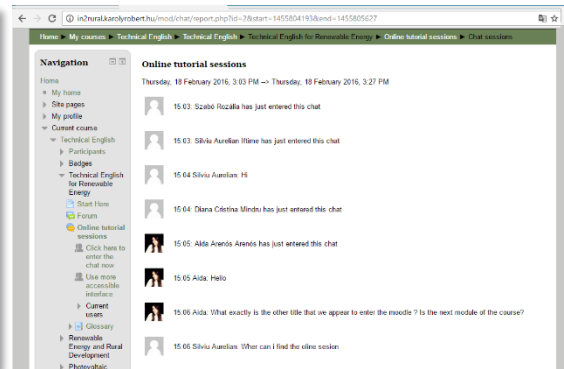 in2rural.karolyrobert.hu/mod/chat/report.php?id=2&start=1455804193&end=1455805627
Home ► My courses ► Technical English ► Technical English ► Technical English for Renewable Energy ► Online tutorial sessions ► Chat sessions
Navigation
Home
My home
Site pages
My profile
Current course
Technical English
Participants
Badges
Technical English
for Renewable
Energy
Start Here
Forum
Online tutorial
sessions
Click here to
enter the
chat now
Use more
accessible
interface
Current
users
Glossary
Renewable
Energy and Rural
Development
Photovoltaic
Online tutorial sessions
Thursday, 18 February 2016, 3:03 PM --> Thursday, 18 February 2016, 3:27 PM
15:03: Szabó Rozália has just entered this chat
15:03: Silviu Aurelian Iftime has just entered this chat
15:04 Silviu Aurelian: Hi
15:04: Diana Cristina Mindru has just entered this chat
15:05: Aida Arenós Arenós has just entered this chat
15:05 Aida: Hello
15:06 Aida: What exactly is the other title that we appear to enter the moodle ? Is the next module of the course?
15:06 Silviu Aurelian: Wher can i find the oline sesion